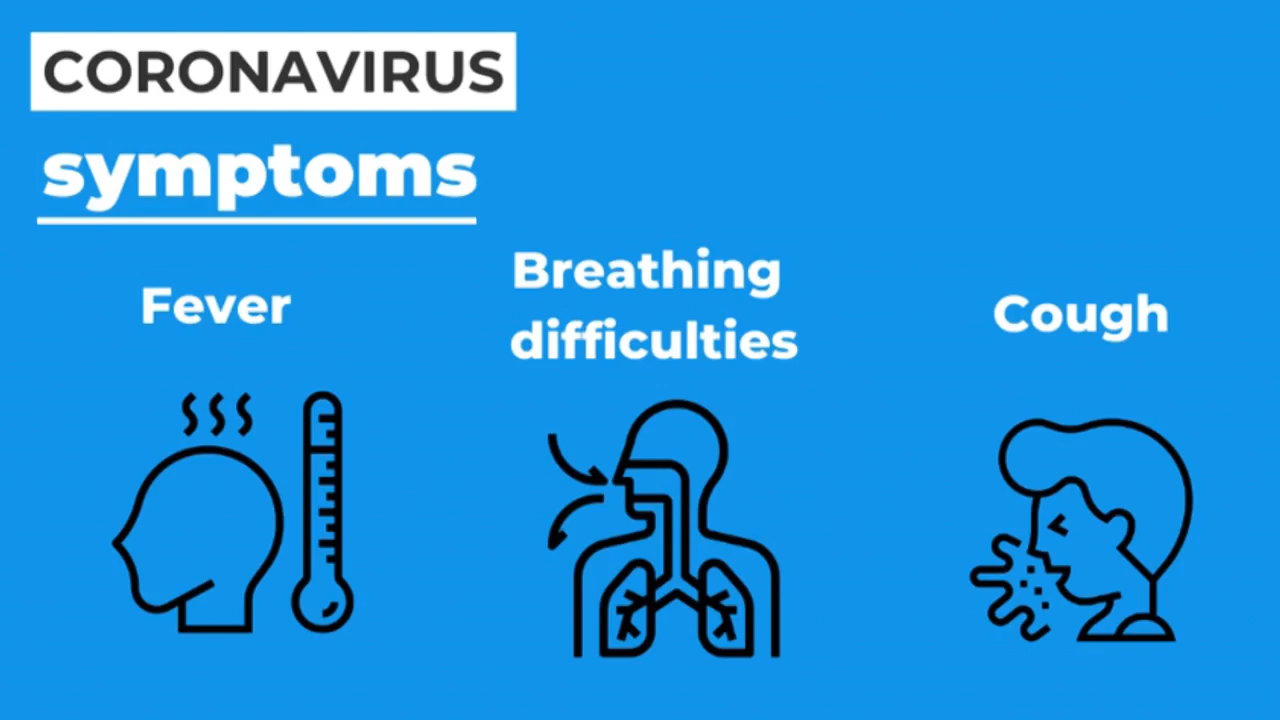 CORONAVIRUS
symptoms
Fever
Breathing
difficulties
Cough